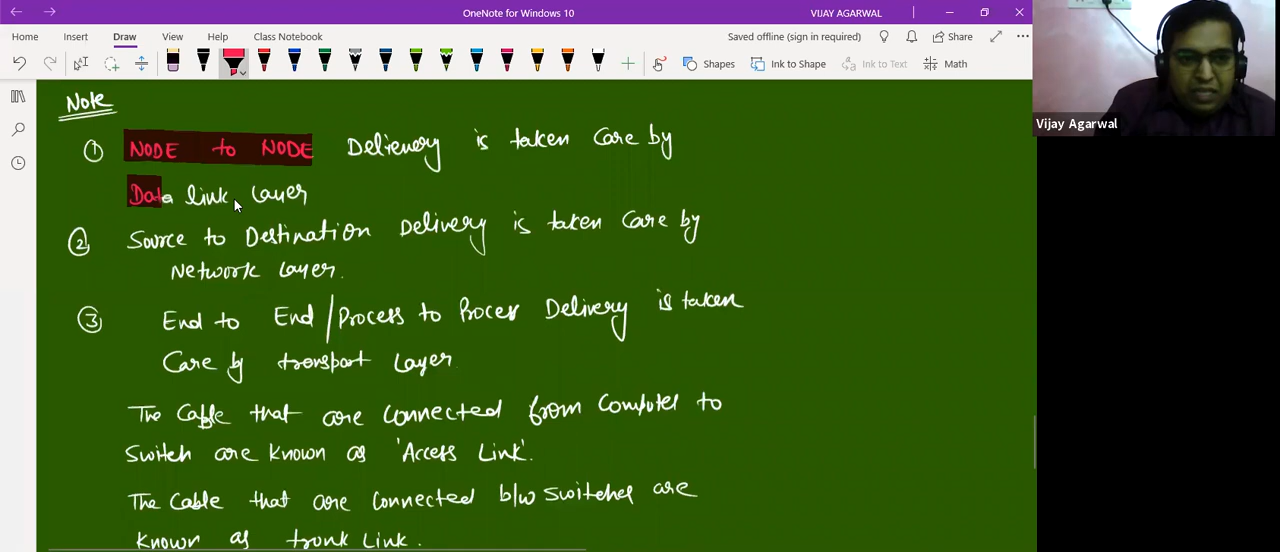 OneNote for Windows 10
VIJAY AGARWAL
Home Insert Draw View Help Class Notebook
Saved offline (sign in required) Share
Shapes Ink to Shape Ink to Text Math
Vijay Agarwal
Note
① NODE to NODE Delievery is taken Care by
Data link Layer
② Source to Destination Delivery is taken Care by
Network Layer.
③ End to End/Process to Proces Delivery is taken
Care by transport Layer.
The Cable that are connected from Computer to
Switch are known as 'Access Link'.
The Cable that are connected b/w switches are
known as trunk Link.